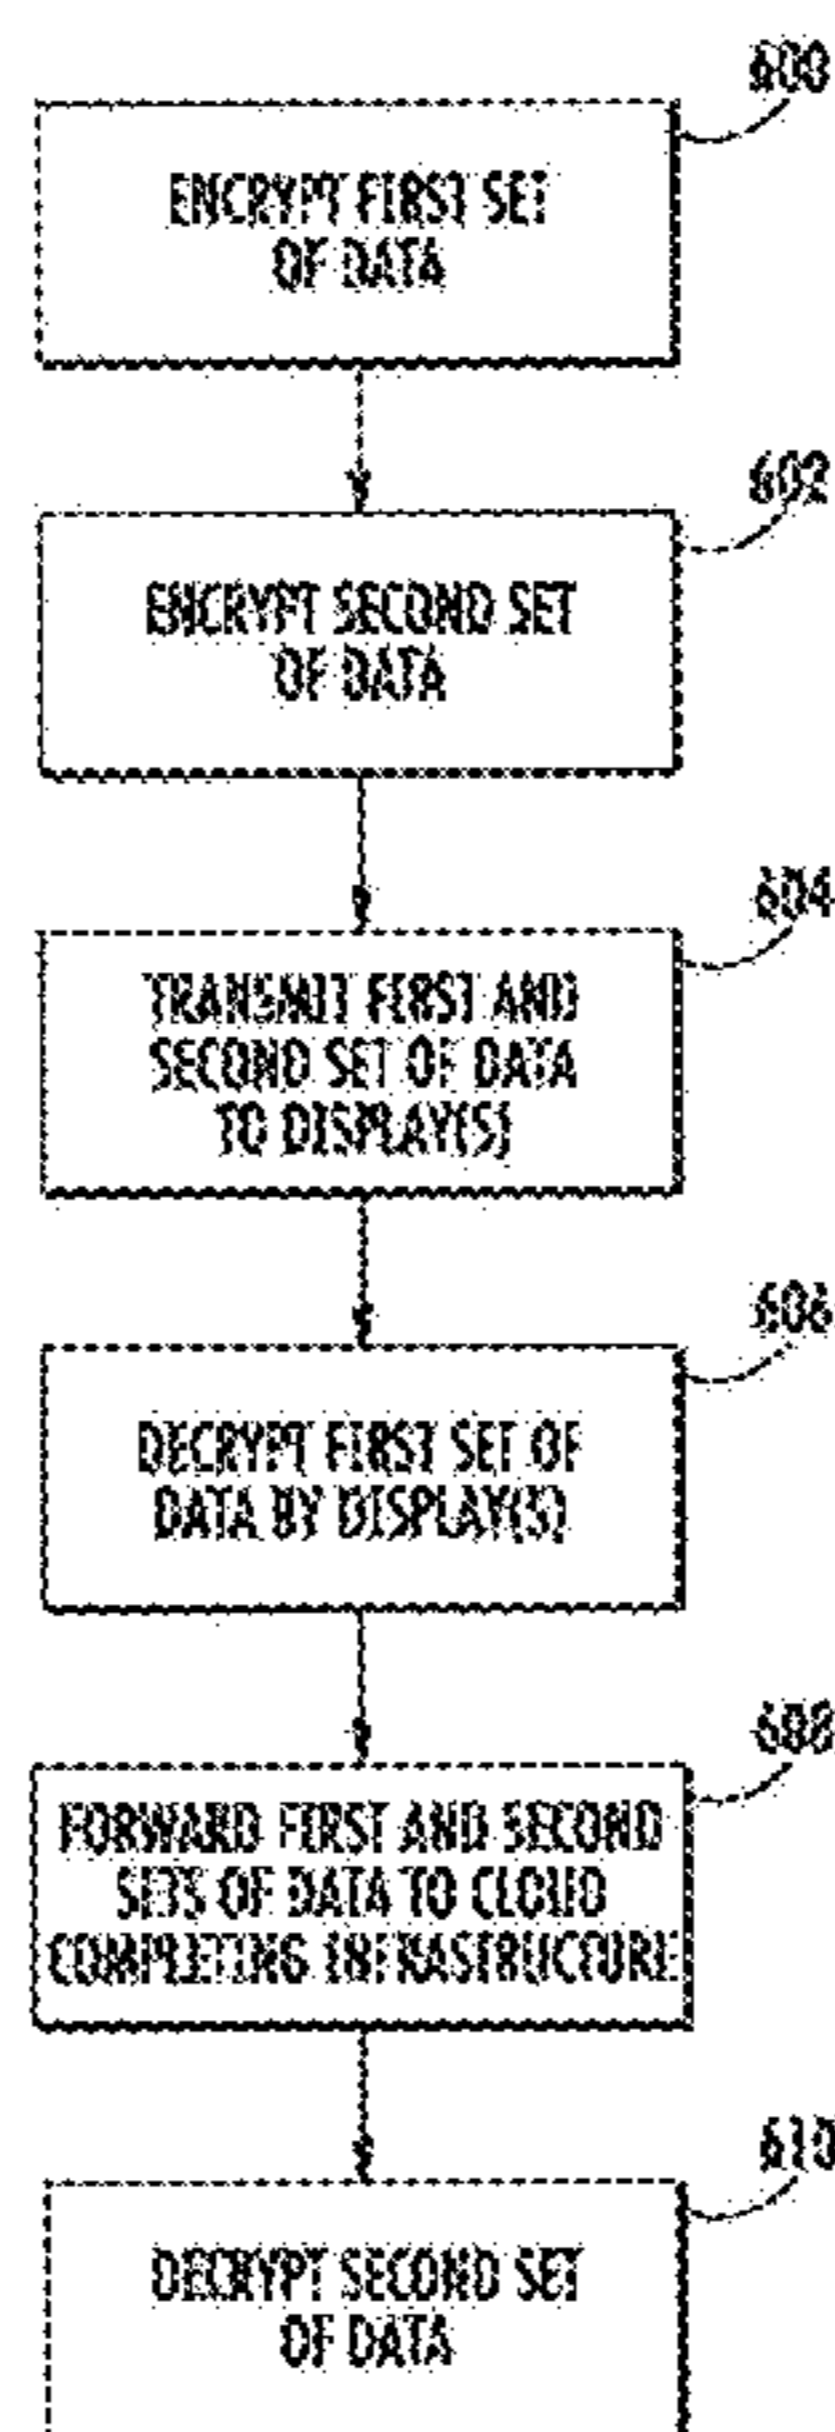 600
ENCRYPT FIRST SET
OF DATA
602
ENCRYPT SECOND SET
OF DATA
604
TRANSMIT FIRST AND
SECOND SET OF DATA
TO DISPLAY(S)
606
DECRYPT FIRST SET OF
DATA BY DISPLAY(S)
608
FORWARD FIRST AND SECOND
SETS OF DATA TO CLOUD
COMPLETING INFRASTRUCTURE
610
DECRYPT SECOND SET
OF DATA